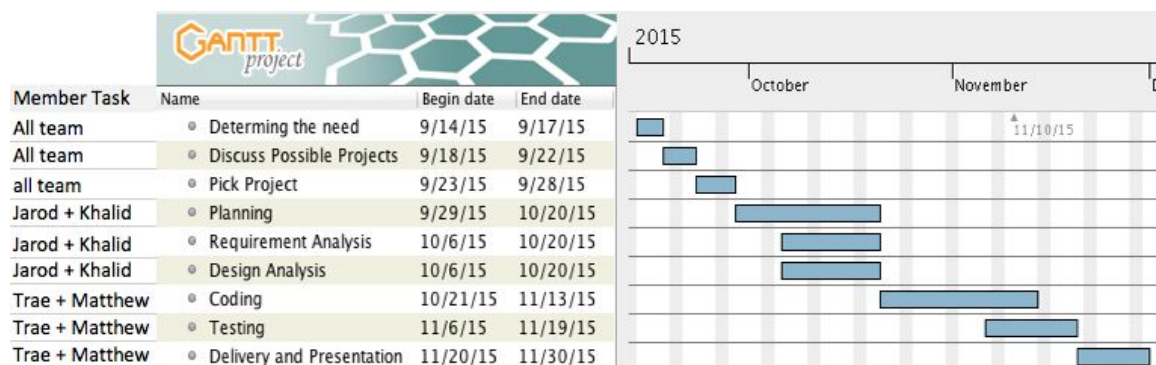 GANTT
project
2015
October November D
Member Task Name Begin date End date
All team Determing the need 9/14/15 9/17/15
11/10/15
All team Discuss Possible Projects 9/18/15 9/22/15
all team Pick Project 9/23/15 9/28/15
Jarod + Khalid Planning 9/29/15 10/20/15
Jarod + Khalid Requirement Analysis 10/6/15 10/20/15
Jarod + Khalid Design Analysis 10/6/15 10/20/15
Trae + Matthew Coding 10/21/15 11/13/15
Trae + Matthew Testing 11/6/15 11/19/15
Trae + Matthew Delivery and Presentation 11/20/15 11/30/15